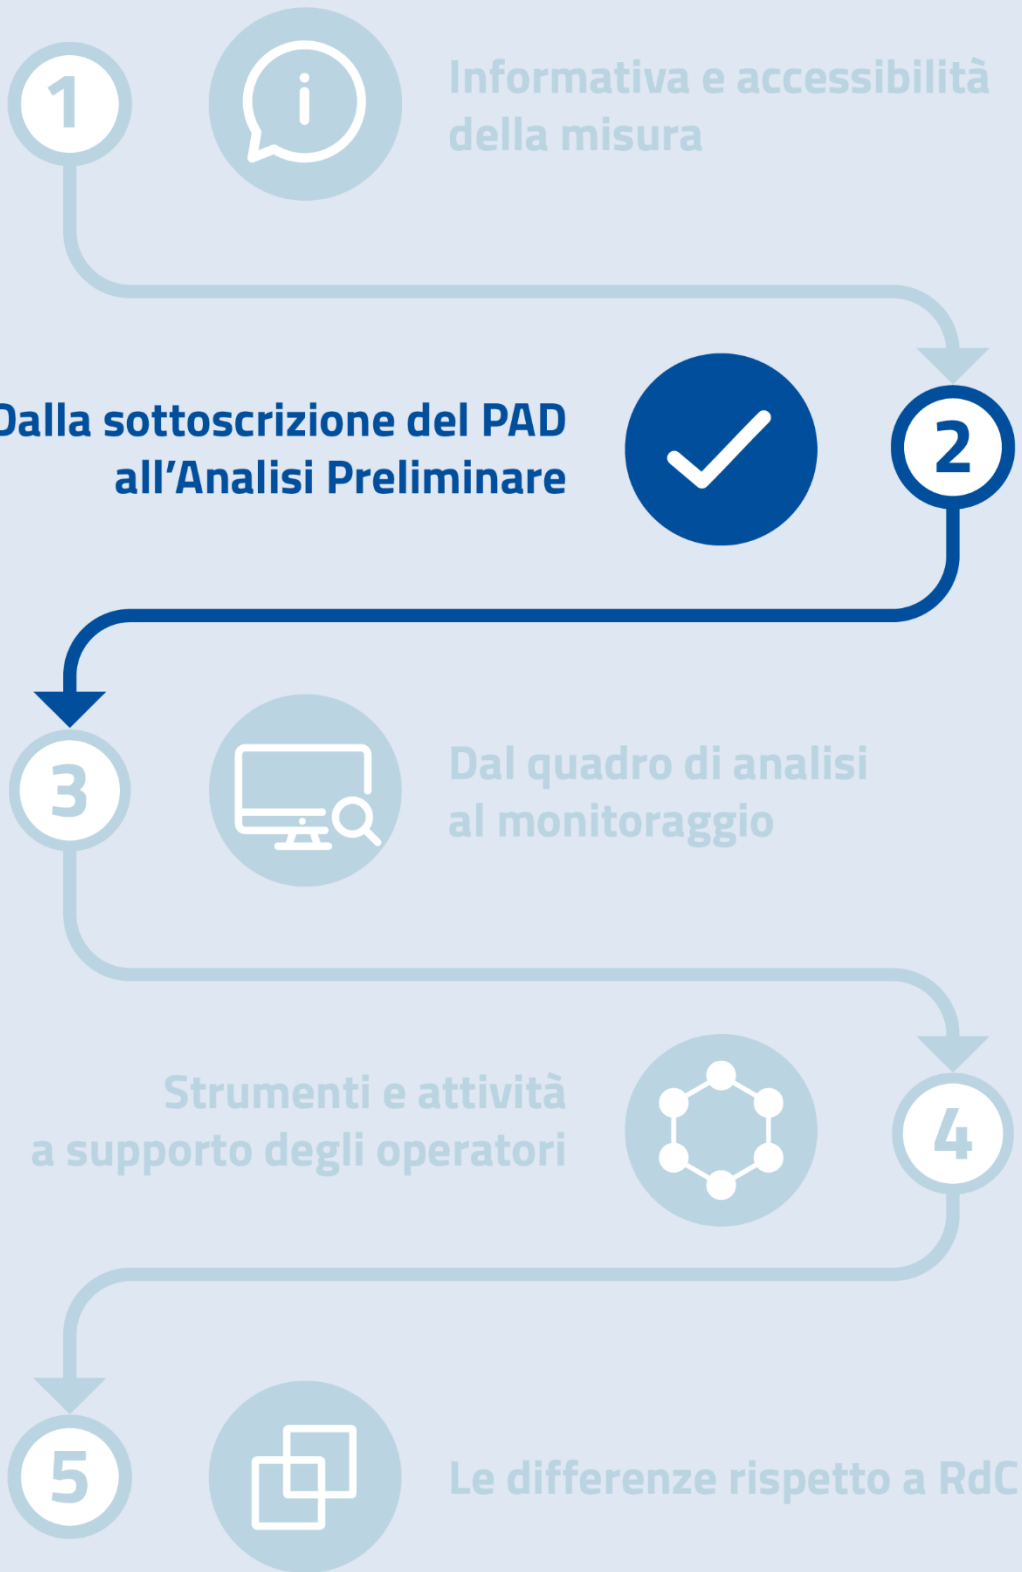 1
i
Informativa e accessibilità
della misura
Dalla sottoscrizione del PAD
all'Analisi Preliminare
2
3
Dal quadro di analisi
al monitoraggio
Strumenti e attività
a supporto degli operatori
4
5
Le differenze rispetto a RdC